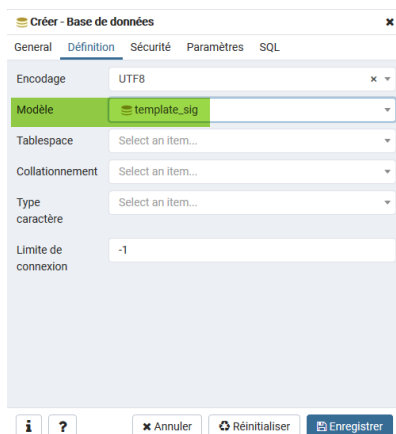 Créer - Base de données
General Définition Sécurité Paramètres SQL
Encodage UTF8
Modèle template_sig
Tablespace Select an item...
Collationnement Select an item...
Type caractère Select an item...
Limite de connexion -1
Annuler Réinitialiser Enregistrer